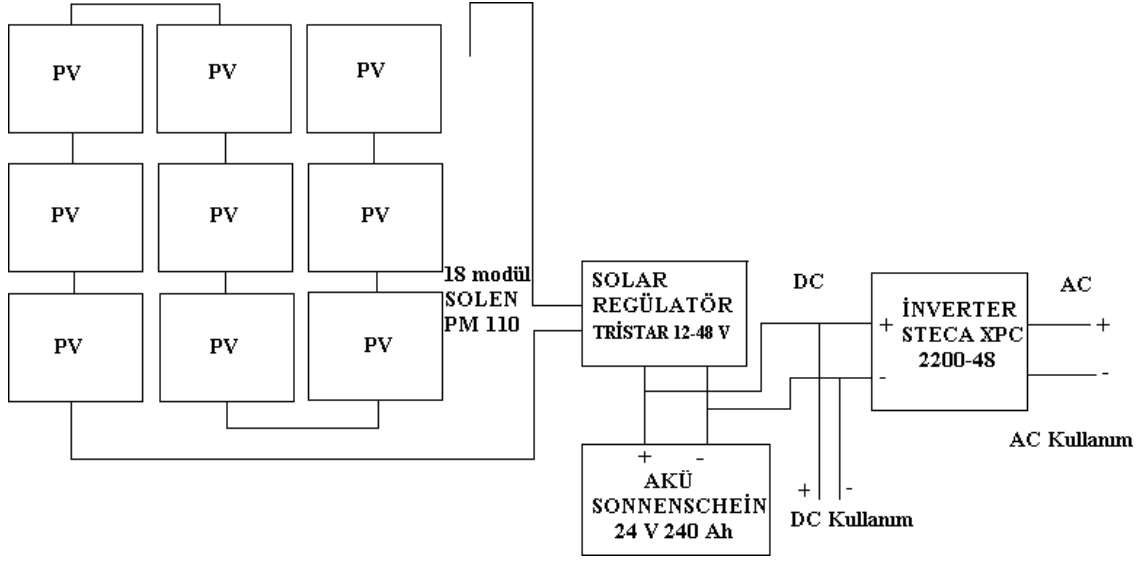 PV
PV
PV
PV
PV
PV
PV
PV
PV
18 modül
SOLEN
PM 110
SOLAR
REGÜLATÖR
TRİSTAR 12-48 V
DC
İNVERTER
STECA XPC
2200-48
+
-
AC
+
-
AC Kullanım
+ -
AKÜ
SONNENSCHEİN
24 V 240 Ah
+ -
DC Kullanım